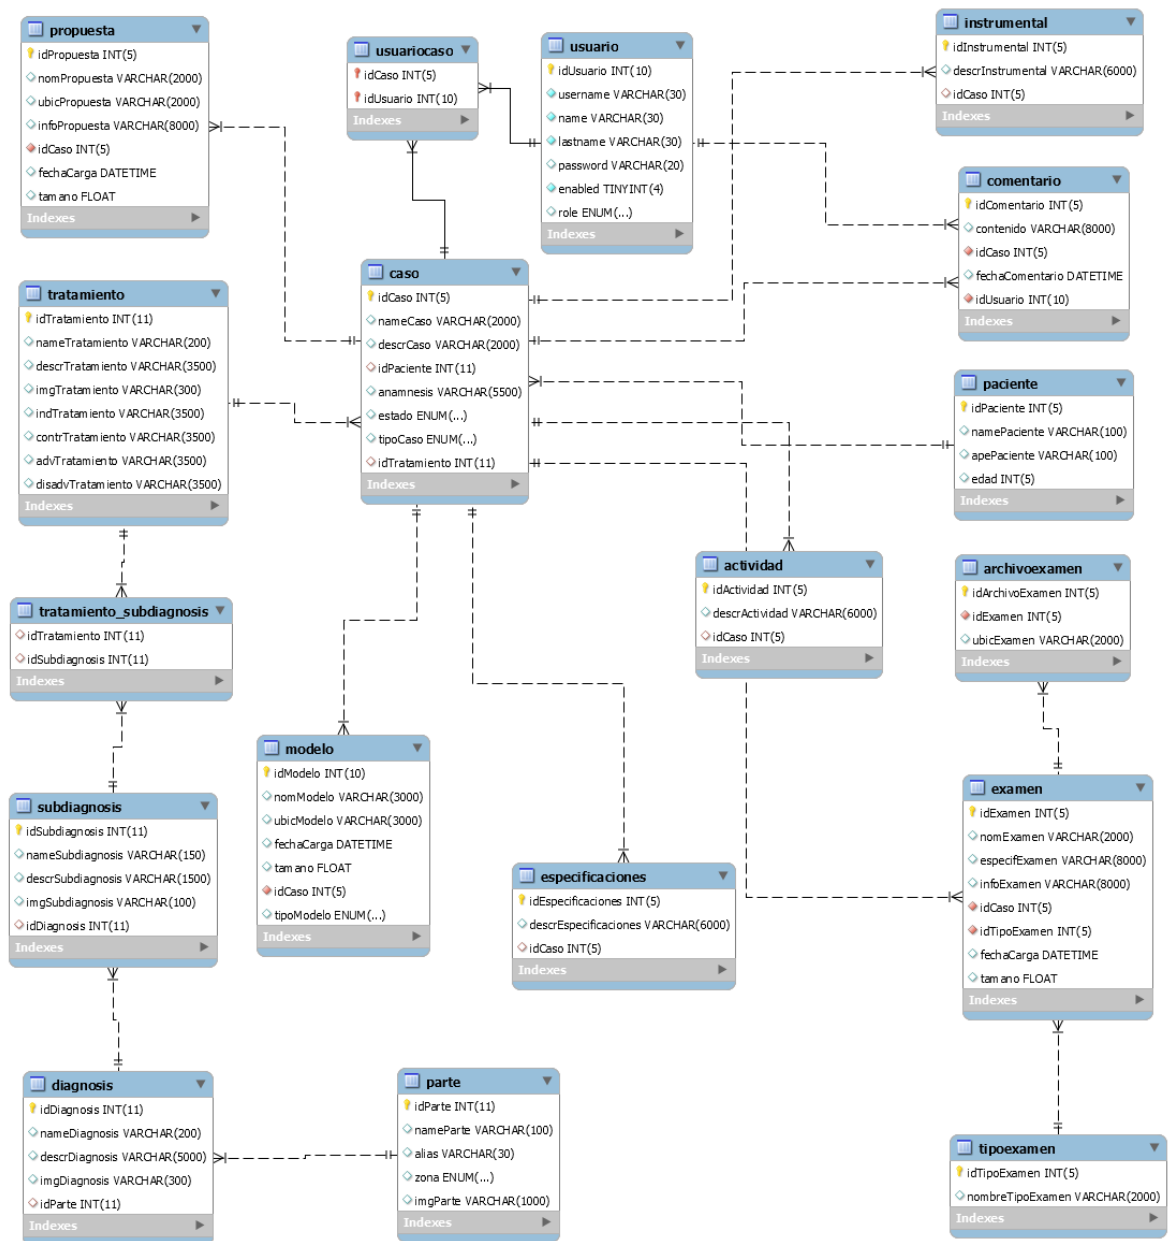 propuesta
idPropuesta INT(5)
nomPropuesta VARCHAR(2000)
ubicPropuesta VARCHAR(2000)
infoPropuesta VARCHAR(8000)
idCaso INT(5)
fechaCarga DATETIME
tamano FLOAT
Indexes
usuariocaso
idCaso INT(5)
idUsuario INT(10)
Indexes
usuario
idUsuario INT(10)
username VARCHAR(30)
name VARCHAR(30)
lastname VARCHAR(30)
password VARCHAR(20)
enabled TINYINT(4)
role ENUM(...)
Indexes
instrumental
idInstrumental INT(5)
descrInstrumental VARCHAR(6000)
idCaso INT(5)
Indexes
comentario
idComentario INT(5)
contenido VARCHAR(8000)
idCaso INT(5)
fechaComentario DATETIME
idUsuario INT(10)
Indexes
tratamiento
idTratamiento INT(11)
nameTratamiento VARCHAR(200)
descrTratamiento VARCHAR(3500)
imgTratamiento VARCHAR(300)
indTratamiento VARCHAR(3500)
contrTratamiento VARCHAR(3500)
advTratamiento VARCHAR(3500)
disadvTratamiento VARCHAR(3500)
Indexes
caso
idCaso INT(5)
nameCaso VARCHAR(2000)
descrCaso VARCHAR(2000)
idPaciente INT(11)
anamnesis VARCHAR(5500)
estado ENUM(...)
tipoCaso ENUM(...)
idTratamiento INT(11)
Indexes
paciente
idPaciente INT(5)
namePaciente VARCHAR(100)
apePaciente VARCHAR(100)
edad INT(5)
Indexes
actividad
idActividad INT(5)
descrActividad VARCHAR(6000)
idCaso INT(5)
Indexes
archivoexamen
idArchivoExamen INT(5)
idExamen INT(5)
ubicExamen VARCHAR(2000)
Indexes
tratamiento_subdiagnosis
idTratamiento INT(11)
idSubdiagnosis INT(11)
Indexes
modelo
idModelo INT(10)
nomModelo VARCHAR(3000)
ubicModelo VARCHAR(3000)
fechaCarga DATETIME
tamano FLOAT
idCaso INT(5)
tipoModelo ENUM(...)
Indexes
subdiagnosis
idSubdiagnosis INT(11)
nameSubdiagnosis VARCHAR(150)
descrSubdiagnosis VARCHAR(1500)
imgSubdiagnosis VARCHAR(100)
idDiagnosis INT(11)
Indexes
especificaciones
idEspecificaciones INT(5)
descrEspecificaciones VARCHAR(6000)
idCaso INT(5)
Indexes
examen
idExamen INT(5)
nomExamen VARCHAR(2000)
especifExamen VARCHAR(8000)
infoExamen VARCHAR(8000)
idCaso INT(5)
idTipoExamen INT(5)
fechaCarga DATETIME
tamano FLOAT
Indexes
diagnosis
idDiagnosis INT(11)
nameDiagnosis VARCHAR(200)
descrDiagnosis VARCHAR(5000)
imgDiagnosis VARCHAR(300)
idParte INT(11)
Indexes
parte
idParte INT(11)
nameParte VARCHAR(100)
alias VARCHAR(30)
zona ENUM(...)
imgParte VARCHAR(1000)
Indexes
tipoexamen
idTipoExamen INT(5)
nombreTipoExamen VARCHAR(2000)
Indexes